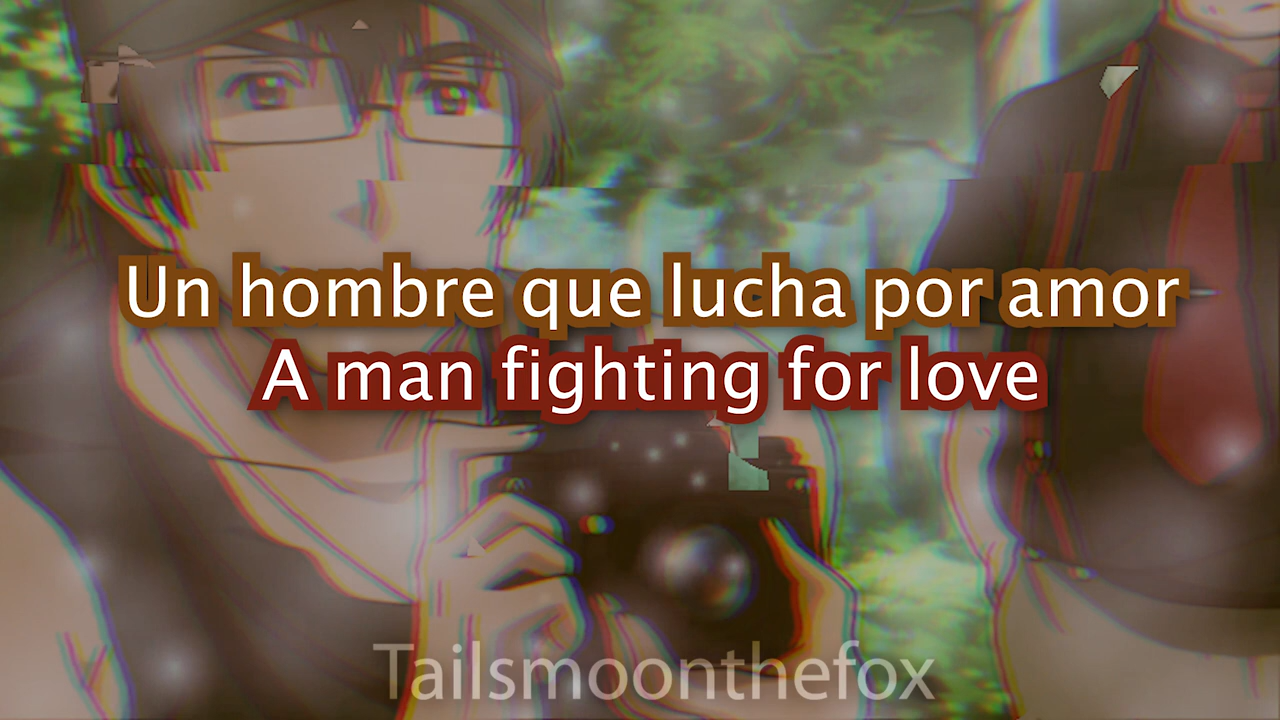 Un hombre que lucha por amor
A man fighting for love
Tailsmoonthefox